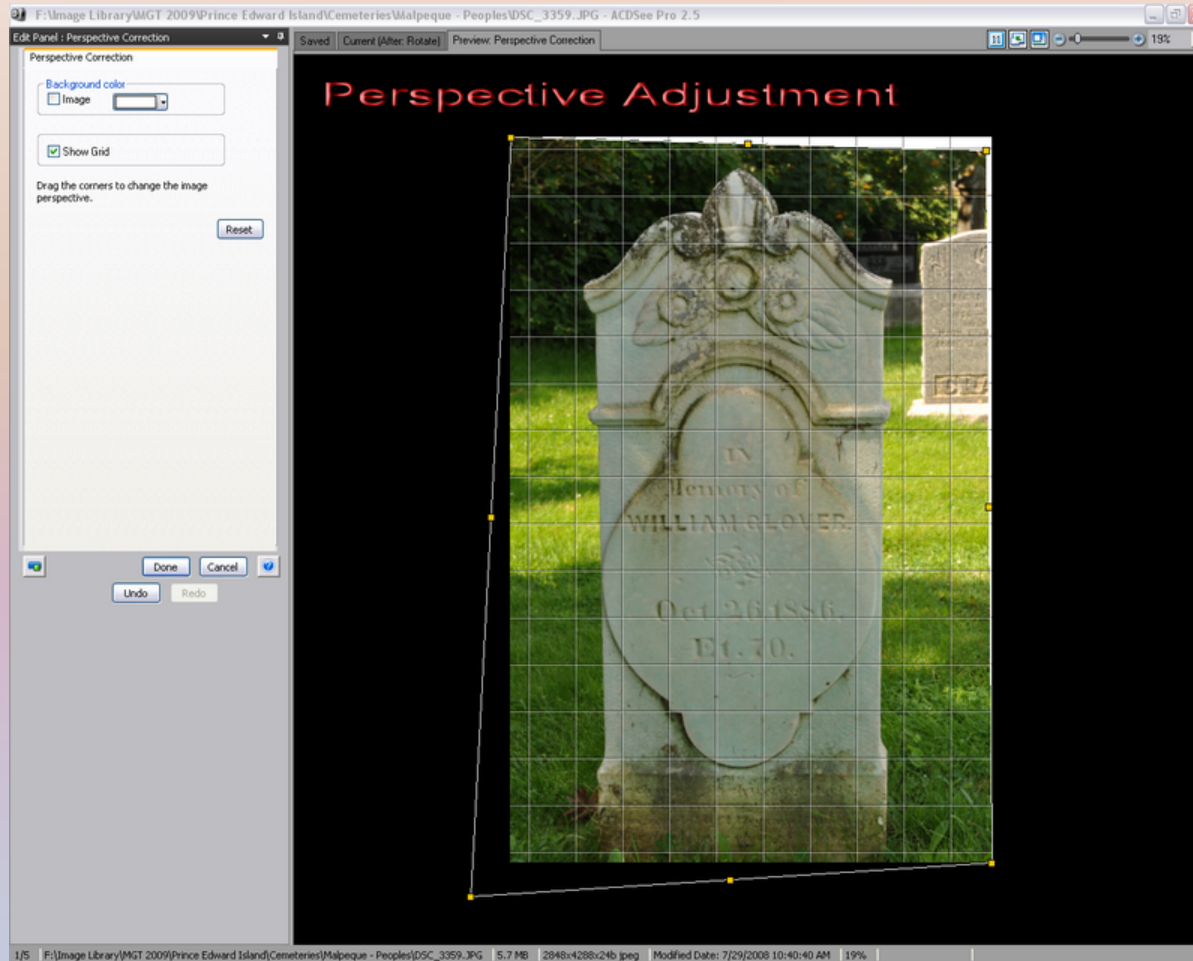 F:\Image Library\MGT 2009\Prince Edward Island\Cemeteries\Malpeque - Peoples\DSC_3359.JPG - ACDSee Pro 2.5
Edit Panel : Perspective Correction
Saved
Current (After: Rotate)
Preview: Perspective Correction
19%
Perspective Correction
Background color
Image
Show Grid
Drag the corners to change the image
perspective.
Reset
Done
Cancel
Undo
Redo
Perspective Adjustment
IN
Memory of
WILLIAM GLOVER.
Oct 26 1886.
Et. 70.
1/5 F:\Image Library\MGT 2009\Prince Edward Island\Cemeteries\Malpeque - Peoples\DSC_3359.JPG 5.7 MB 2848x4288x24b jpeg Modified Date: 7/29/2008 10:40:40 AM 19%